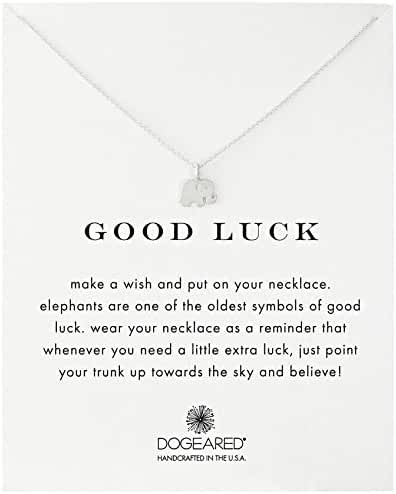 GOOD LUCK
make a wish and put on your necklace.
elephants are one of the oldest symbols of good
luck. wear your necklace as a reminder that
whenever you need a little extra luck, just point
your trunk up towards the sky and believe!
DOGEARED®
HANDCRAFTED IN THE U.S.A.